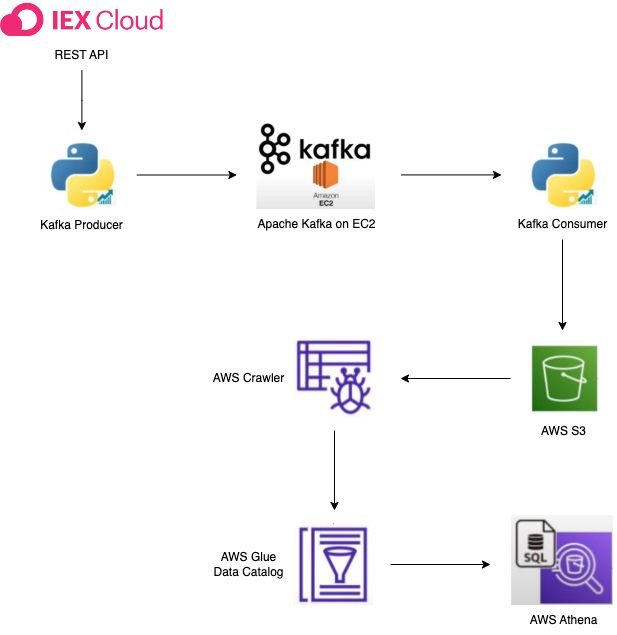 IEX Cloud
REST API
kafka
Amazon
EC2
Kafka Producer
Apache Kafka on EC2
Kafka Consumer
AWS Crawler
AWS S3
SQL
AWS Glue
Data Catalog
AWS Athena